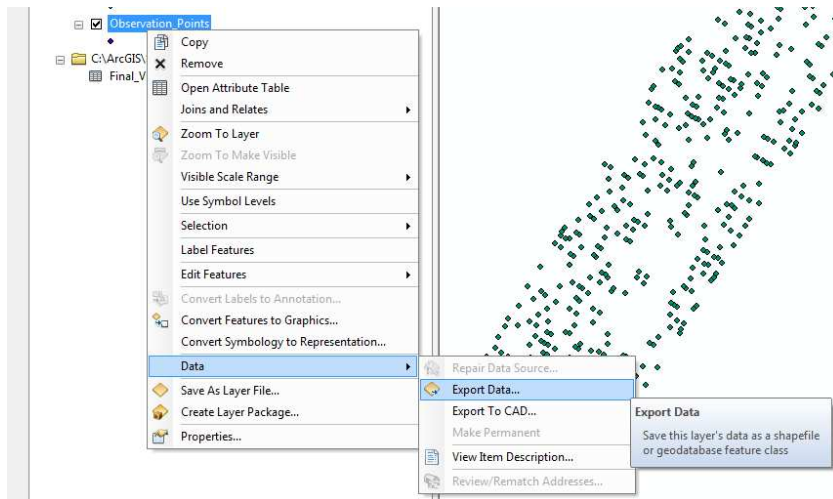 Observation_Points
C:\ArcGIS\
Final_V
Copy
Remove
Open Attribute Table
Joins and Relates
Zoom To Layer
Zoom To Make Visible
Visible Scale Range
Use Symbol Levels
Selection
Label Features
Edit Features
Convert Labels to Annotation...
Convert Features to Graphics...
Convert Symbology to Representation...
Data
Save As Layer File...
Create Layer Package...
Properties...
Repair Data Source...
Export Data...
Export To CAD...
Make Permanent
View Item Description...
Review/Rematch Addresses...
Export Data
Save this layer's data as a shapefile
or geodatabase feature class